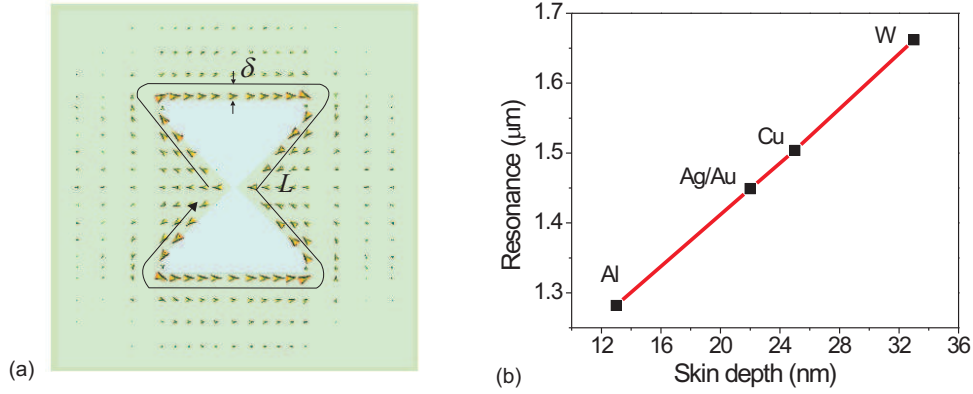 δ
L
(a)
1.7
1.6
1.5
1.4
1.3
Resonance (μm)
W
Cu
Ag/Au
Al
12 16 20 24 28 32 36
Skin depth (nm)
(b)